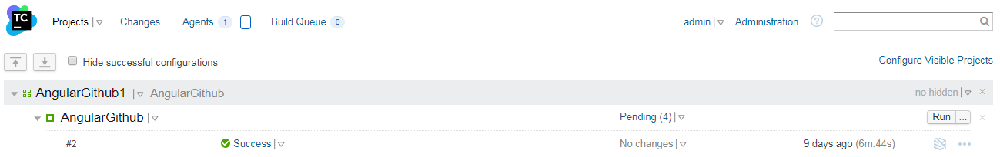 TC Projects Changes Agents 1 Build Queue 0 admin Administration ?
Hide successful configurations Configure Visible Projects
AngularGithub1 AngularGithub no hidden
AngularGithub Pending (4) Run ...
#2 Success No changes 9 days ago (6m:44s)